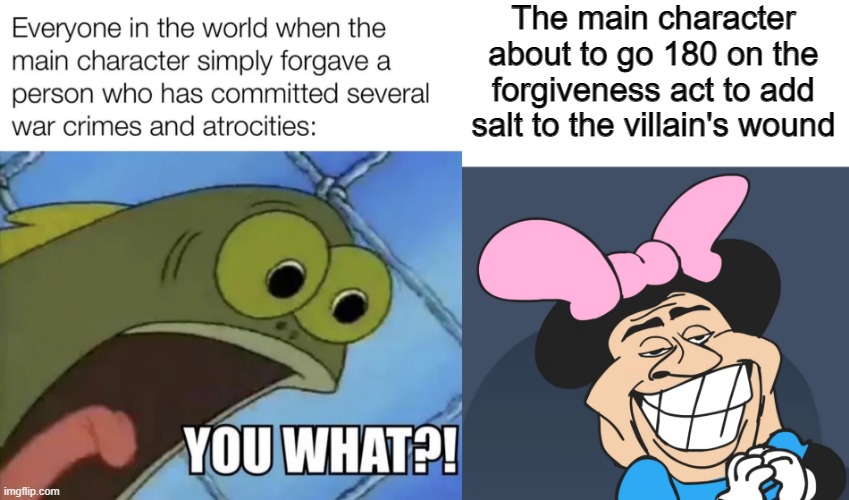 Everyone in the world when the
main character simply forgave a
person who has committed several
war crimes and atrocities:
YOU WHAT?!
imgflip.com
The main character
about to go 180 on the
forgiveness act to add
salt to the villain's wound